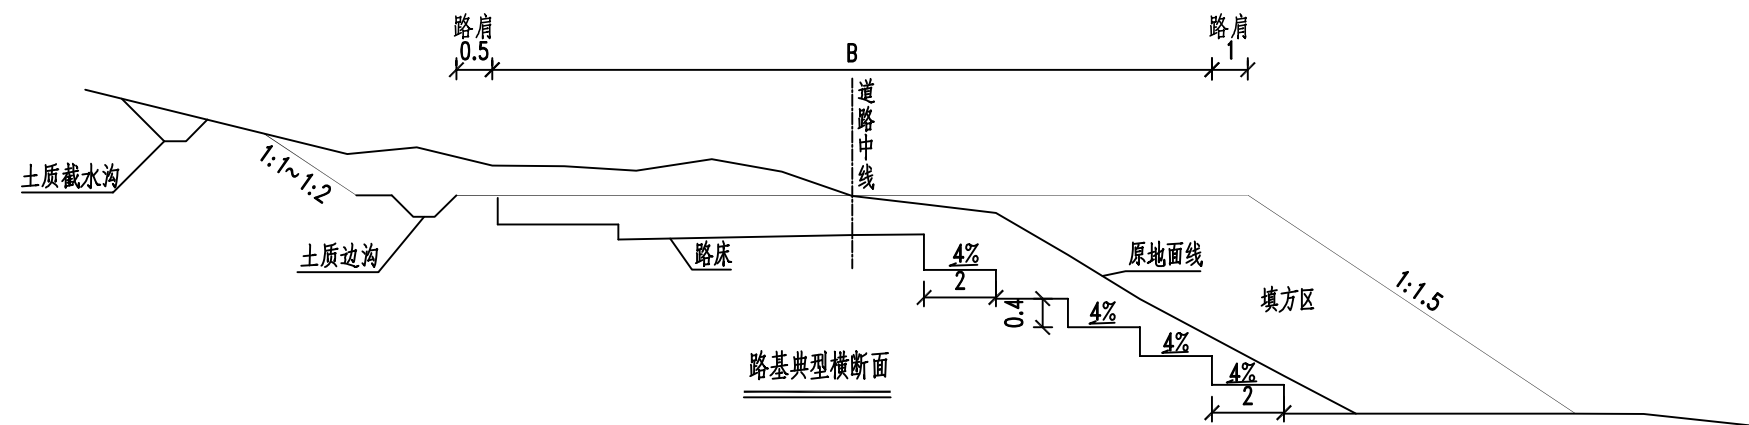 路肩
0.5
B
路肩
1
道路中线
土质截水沟
1:1~1:2
土质边沟
路床
4%
2
0.4
4%
4%
4%
2
原地面线
填方区
1:1.5
路基典型横断面